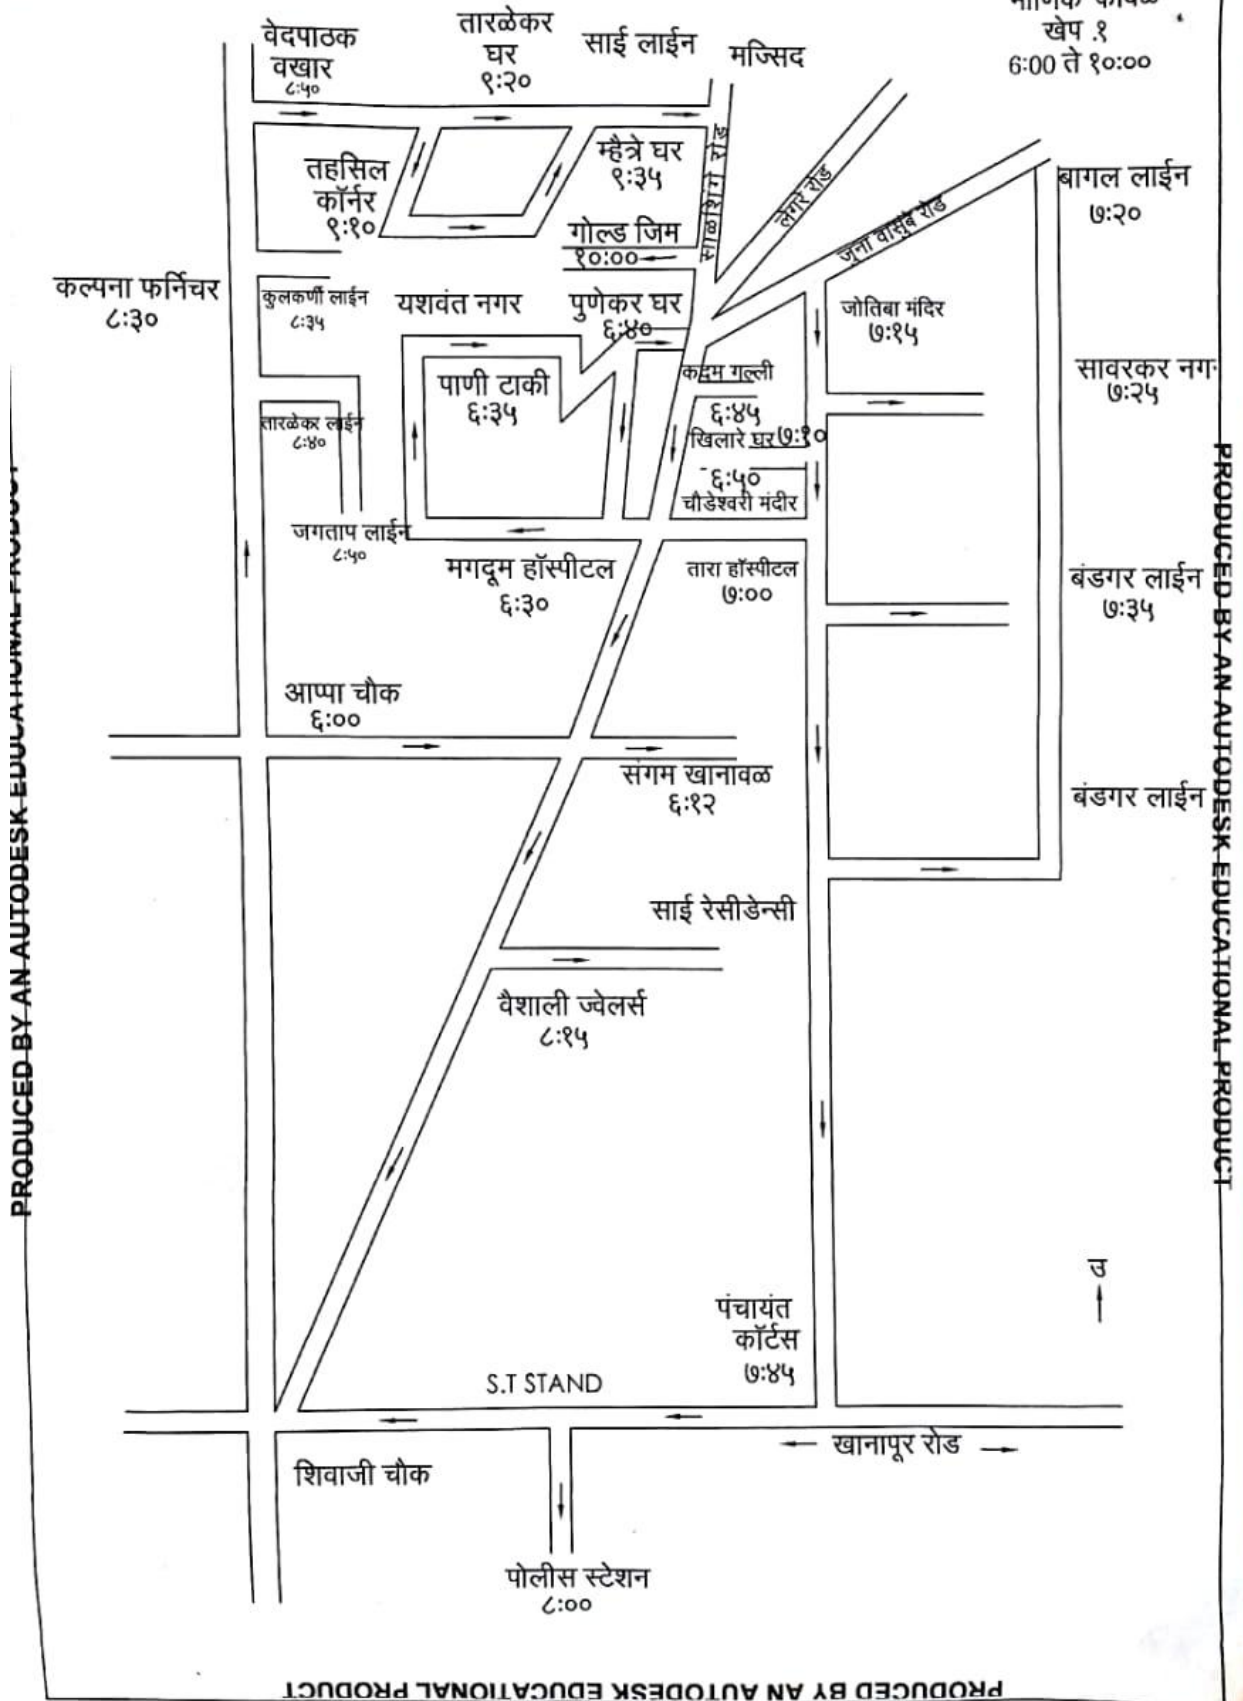 खेप .१
6:00 ते १०:००
वेदपाठक
वखार
८:५०
तारळेकर
घर
९:२०
साई लाईन
मज्सिद
तहसिल
कॉर्नर
९:१०
म्हैत्रे घर
९:३५
साळशिंगे रोड
लेंगरे रोड
जूना वासूंबे रोड
बागल लाईन
७:२०
गोल्ड जिम
१०:००
कल्पना फर्निचर
८:३०
कुलकर्णी लाईन
८:३५
यशवंत नगर
पुणेकर घर
६:४०
जोतिबा मंदिर
७:१५
पाणी टाकी
६:३५
कदम गल्ली
६:४५
सावरकर नग
७:२५
तारळेकर लाईन
८:४०
खिलारे घर ७:१०
६:५०
चौडेश्वरी मंदीर
जगताप लाईन
८:५०
मगदूम हॉस्पीटल
६:३०
तारा हॉस्पीटल
७:००
बंडगर लाईन
७:३५
आप्पा चौक
६:००
संगम खानावळ
६:१२
बंडगर लाईन
साई रेसीडेन्सी
वैशाली ज्वेलर्स
८:१५
उ
पंचायंत
कॉर्टस
७:४५
S.T STAND
खानापूर रोड
शिवाजी चौक
पोलीस स्टेशन
८:००
PRODUCED BY AN AUTODESK EDUCATIONAL PRODUCT
PRODUCED BY AN AUTODESK EDUCATIONAL PRODUCT
PRODUCED BY AN AUTODESK EDUCATIONAL PRODUCT